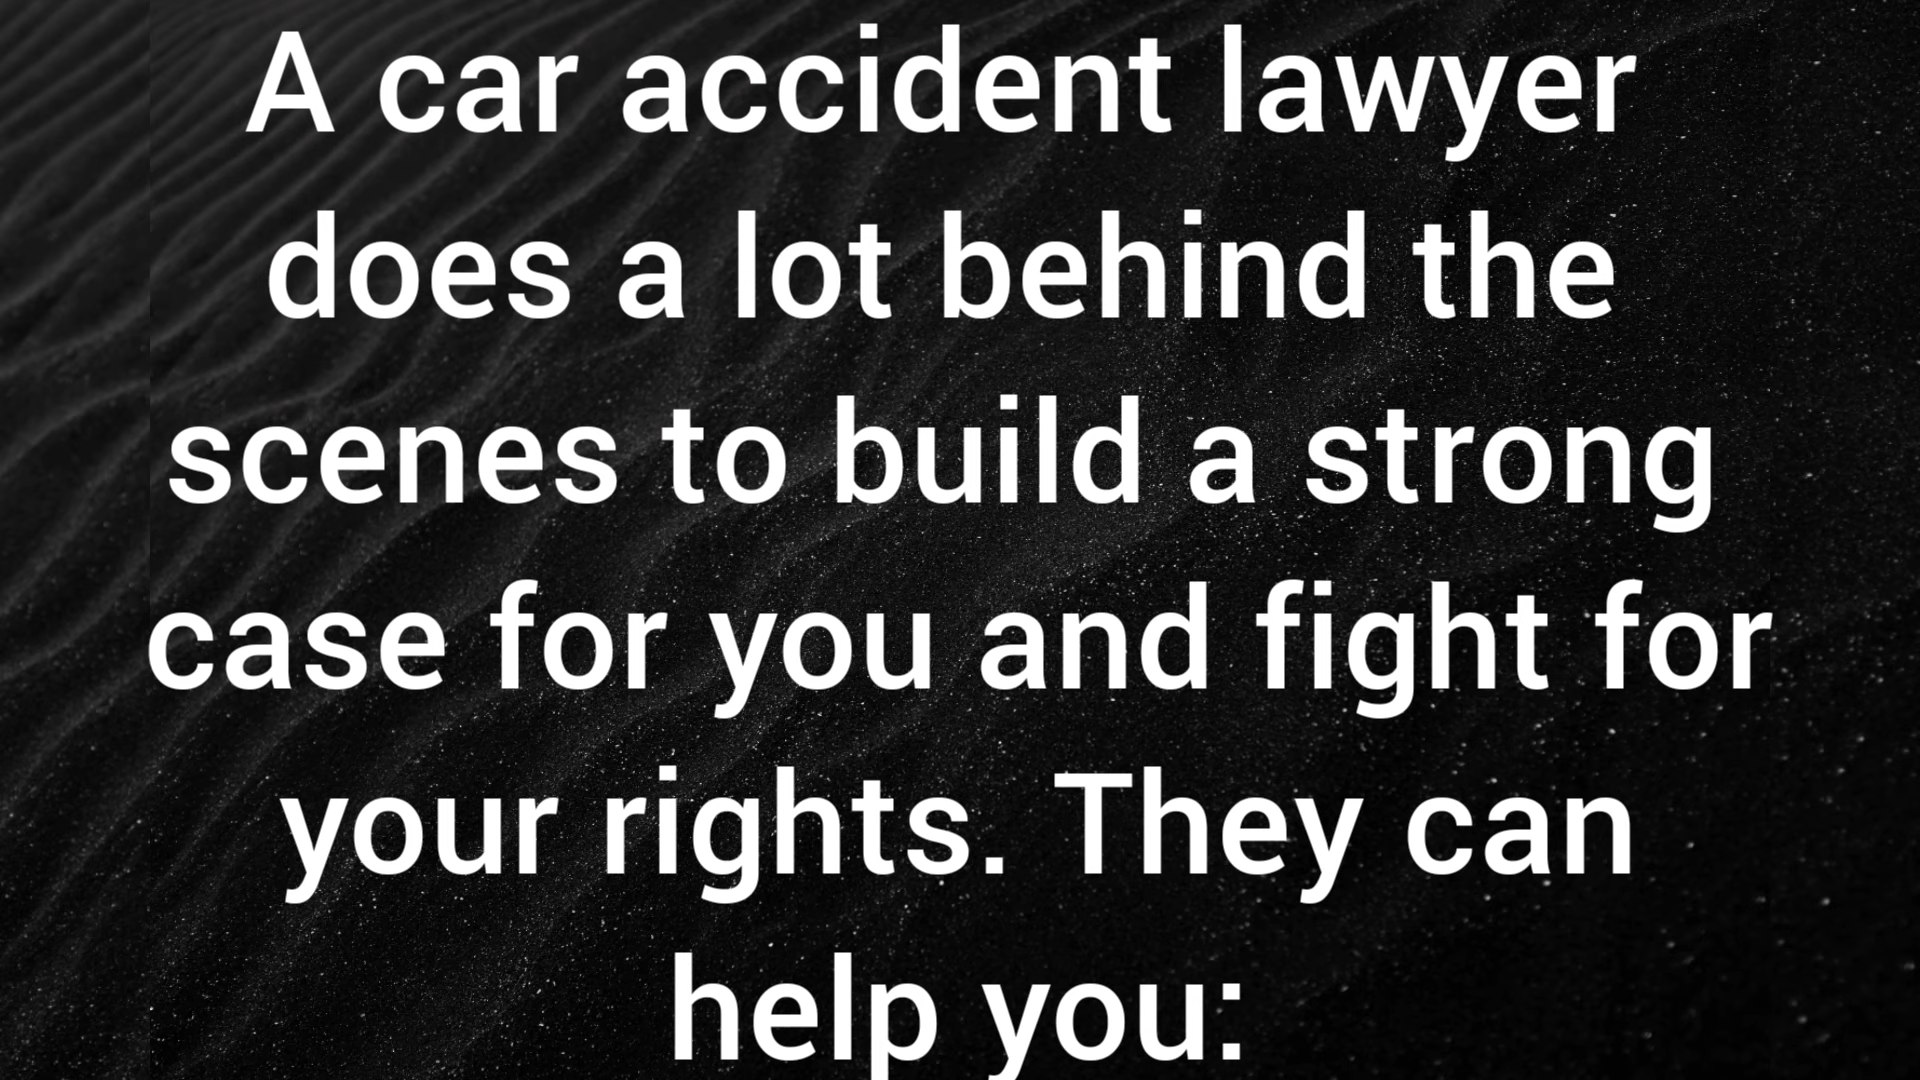 A car accident lawyer
does a lot behind the
scenes to build a strong
case for you and fight for
your rights. They can
help you: